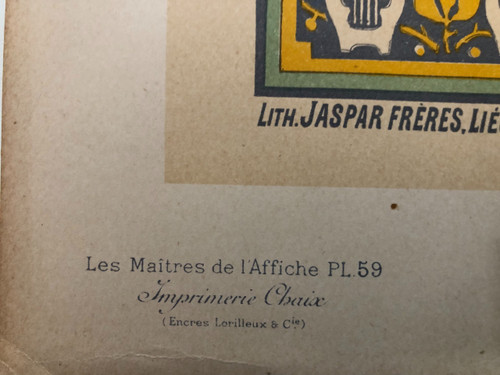 LITH. JASPAR FRÈRES, LIÉ
Les Maîtres de l'Affiche PL.59
Imprimerie Chaix
(Encres Lorilleux & Cie)